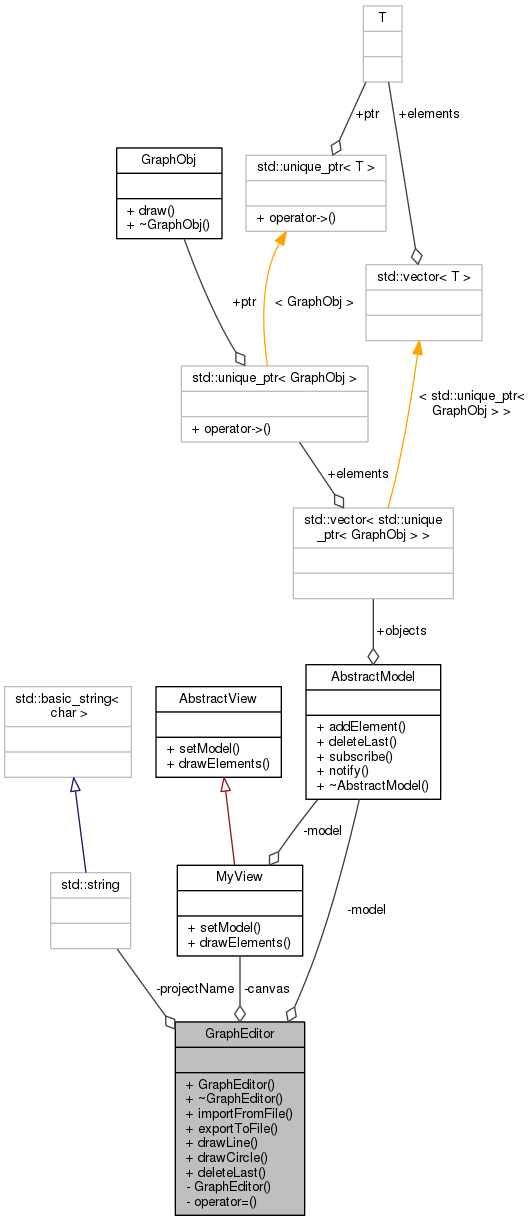 T
+ptr
+elements
GraphObj
+ draw()
+ ~GraphObj()
std::unique_ptr< T >
+ operator->()
std::vector< T >
+ptr
< GraphObj >
std::unique_ptr< GraphObj >
+ operator->()
< std::unique_ptr<
GraphObj > >
+elements
std::vector< std::unique
_ptr< GraphObj > >
+objects
std::basic_string<
char >
AbstractView
+ setModel()
+ drawElements()
AbstractModel
+ addElement()
+ deleteLast()
+ subscribe()
+ notify()
+ ~AbstractModel()
-model
std::string
MyView
+ setModel()
+ drawElements()
-model
-projectName
-canvas
GraphEditor
+ GraphEditor()
+ ~GraphEditor()
+ importFromFile()
+ exportToFile()
+ drawLine()
+ drawCircle()
+ deleteLast()
- GraphEditor()
- operator=()